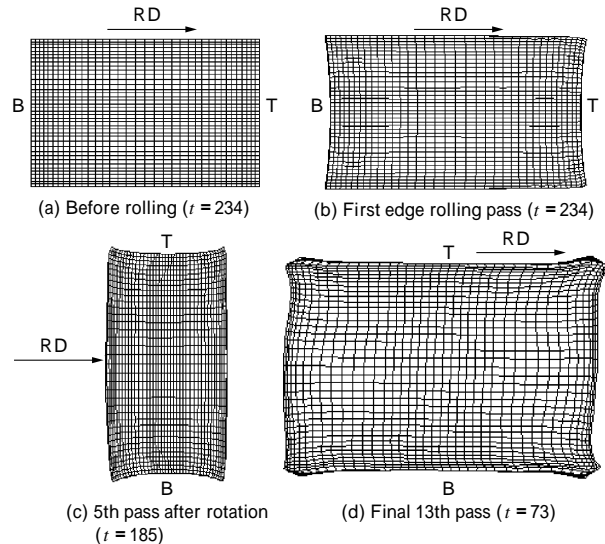 RD
RD
B
T
B
T
(a) Before rolling (t = 234)
(b) First edge rolling pass (t = 234)
T
T
RD
RD
B
B
(c) 5th pass after rotation
(t = 185)
(d) Final 13th pass (t = 73)